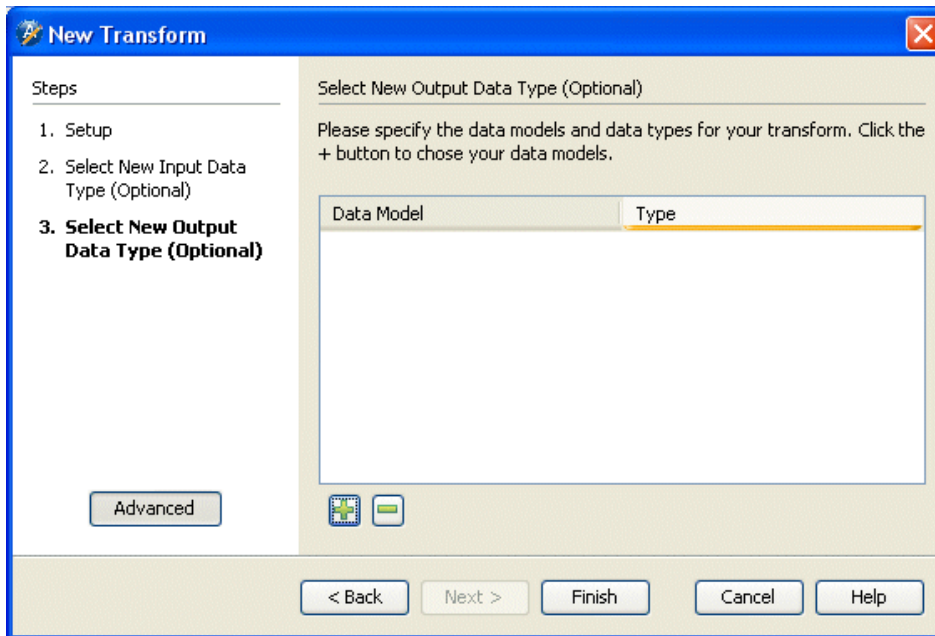 New Transform
Steps
1. Setup
2. Select New Input Data
Type (Optional)
3. Select New Output
Data Type (Optional)
Advanced
Select New Output Data Type (Optional)
Please specify the data models and data types for your transform. Click the
+ button to chose your data models.
Data Model Type
< Back Next > Finish Cancel Help